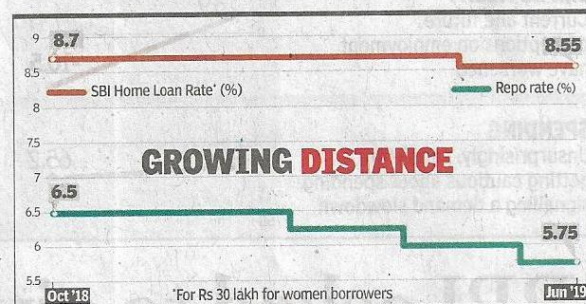 9
8.7
8.55
8.5
SBI Home Loan Rate* (%)
Repo rate (%)
8
7.5
GROWING DISTANCE
7
6.5
6.5
5.75
6
5.5
Oct '18
*For Rs 30 lakh for women borrowers
Jun '19